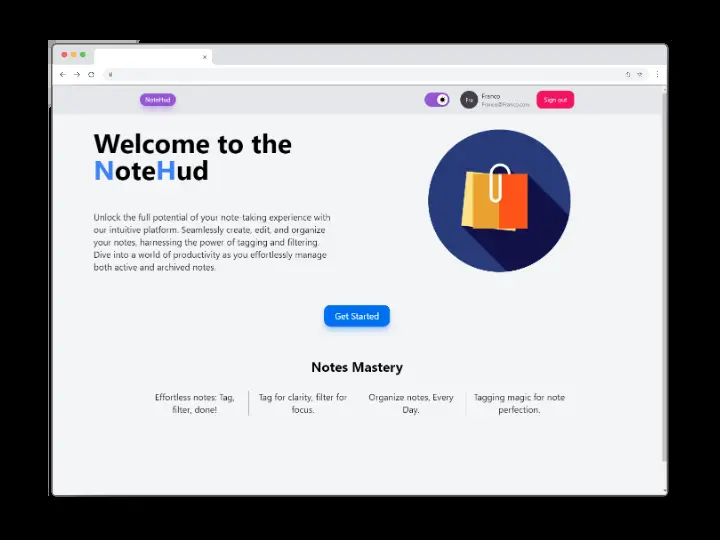 NoteHud
Fra
Franco
Franco@Franco.com
Sign out
Welcome to the
NoteHud
Unlock the full potential of your note-taking experience with
our intuitive platform. Seamlessly create, edit, and organize
your notes, harnessing the power of tagging and filtering.
Dive into a world of productivity as you effortlessly manage
both active and archived notes.
Get Started
Notes Mastery
Effortless notes: Tag,
filter, done!
Tag for clarity, filter for
focus.
Organize notes, Every
Day.
Tagging magic for note
perfection.